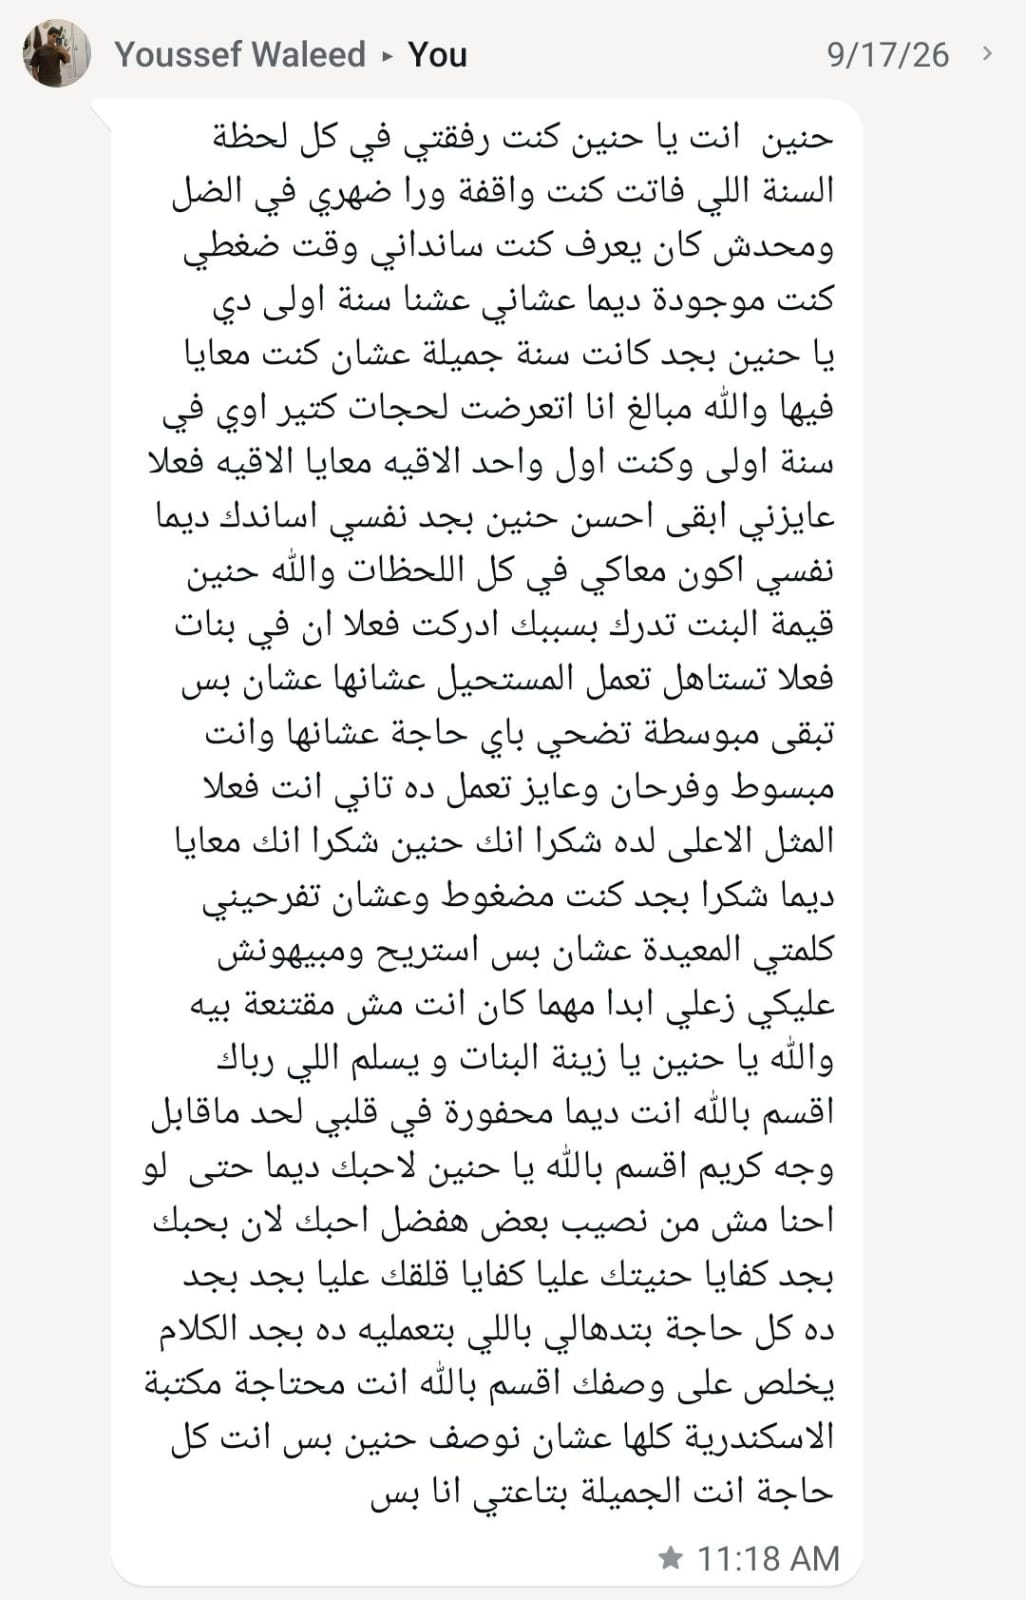 Youssef Waleed ▸ You 9/17/26
حنين انت يا حنين كنت رفقتي في كل لحظة
السنة اللي فاتت كنت واقفة ورا ضهري في الضل
ومحدش كان يعرف كنت سانداني وقت ضغطي
كنت موجودة ديما عشاني عشنا سنة اولى دي
يا حنين بجد كانت سنة جميلة عشان كنت معايا
فيها والله مبالغ انا اتعرضت لحجات كتير اوي في
سنة اولى وكنت اول واحد الاقيه معايا الاقيه فعلا
عايزني ابقى احسن حنين بجد نفسي اساندك ديما
نفسي اكون معاكي في كل اللحظات والله حنين
قيمة البنت تدرك بسببك ادركت فعلا ان في بنات
فعلا تستاهل تعمل المستحيل عشانها عشان بس
تبقى مبوسطة تضحي باي حاجة عشانها وانت
مبسوط وفرحان وعايز تعمل ده تاني انت فعلا
المثل الاعلى لده شكرا انك حنين شكرا انك معايا
ديما شكرا بجد كنت مضغوط وعشان تفرحيني
كلمتي المعيدة عشان بس استريح ومبيهونش
عليكي زعلي ابدا مهما كان انت مش مقتنعة بيه
والله يا حنين يا زينة البنات و يسلم اللي رباك
اقسم بالله انت ديما محفورة في قلبي لحد ماقابل
وجه كريم اقسم بالله يا حنين لاحبك ديما حتى لو
احنا مش من نصيب بعض هفضل احبك لان بحبك
بجد كفايا حنيتك عليا كفايا قلقك عليا بجد بجد
ده كل حاجة بتدهالي باللي بتعمليه ده بجد الكلام
يخلص على وصفك اقسم بالله انت محتاجة مكتبة
الاسكندرية كلها عشان نوصف حنين بس انت كل
حاجة انت الجميلة بتاعتي انا بس
11:18 AM